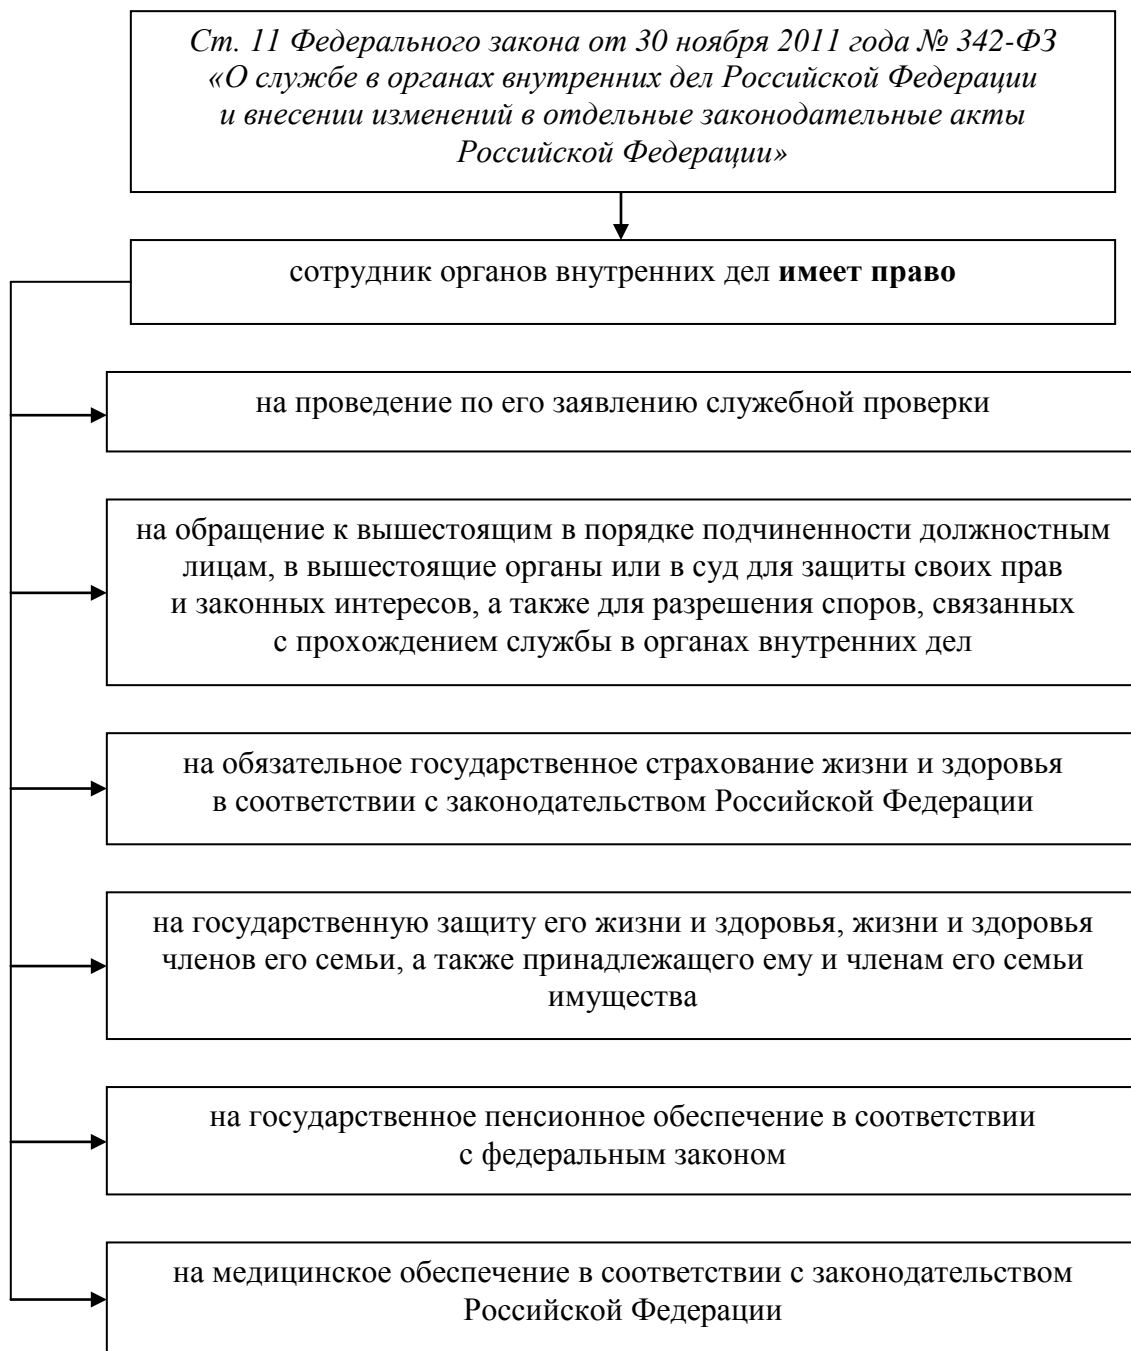 Ст. 11 Федерального закона от 30 ноября 2011 года № 342-ФЗ
«О службе в органах внутренних дел Российской Федерации
и внесении изменений в отдельные законодательные акты
Российской Федерации»
сотрудник органов внутренних дел имеет право
на проведение по его заявлению служебной проверки
на обращение к вышестоящим в порядке подчиненности должностным
лицам, в вышестоящие органы или в суд для защиты своих прав
и законных интересов, а также для разрешения споров, связанных
с прохождением службы в органах внутренних дел
на обязательное государственное страхование жизни и здоровья
в соответствии с законодательством Российской Федерации
на государственную защиту его жизни и здоровья, жизни и здоровья
членов его семьи, а также принадлежащего ему и членам его семьи
имущества
на государственное пенсионное обеспечение в соответствии
с федеральным законом
на медицинское обеспечение в соответствии с законодательством
Российской Федерации